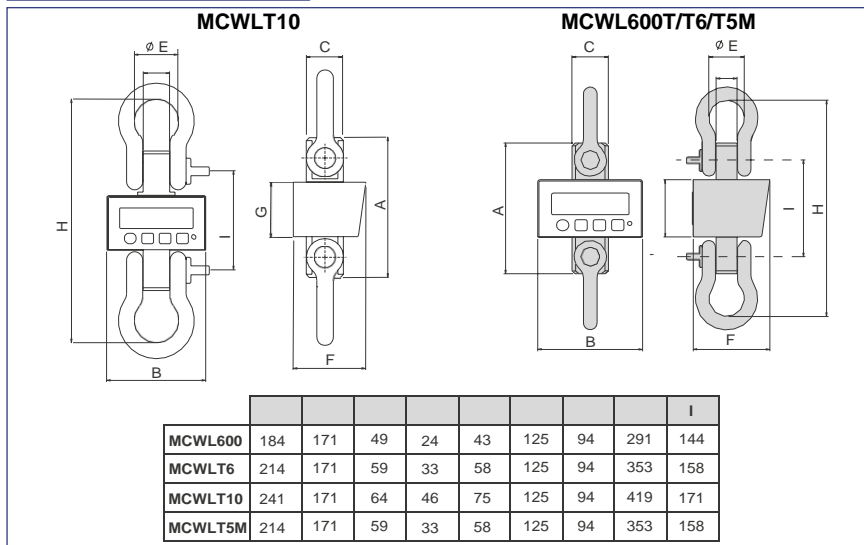 MCWLT10
MCWL600T/T6/T5M
ø E
C
H
I
B
G
A
F
C
ø E
A
B
I
H
F
I
MCWL600 184 171 49 24 43 125 94 291 144
MCWLT6 214 171 59 33 58 125 94 353 158
MCWLT10 241 171 64 46 75 125 94 419 171
MCWLT5M 214 171 59 33 58 125 94 353 158